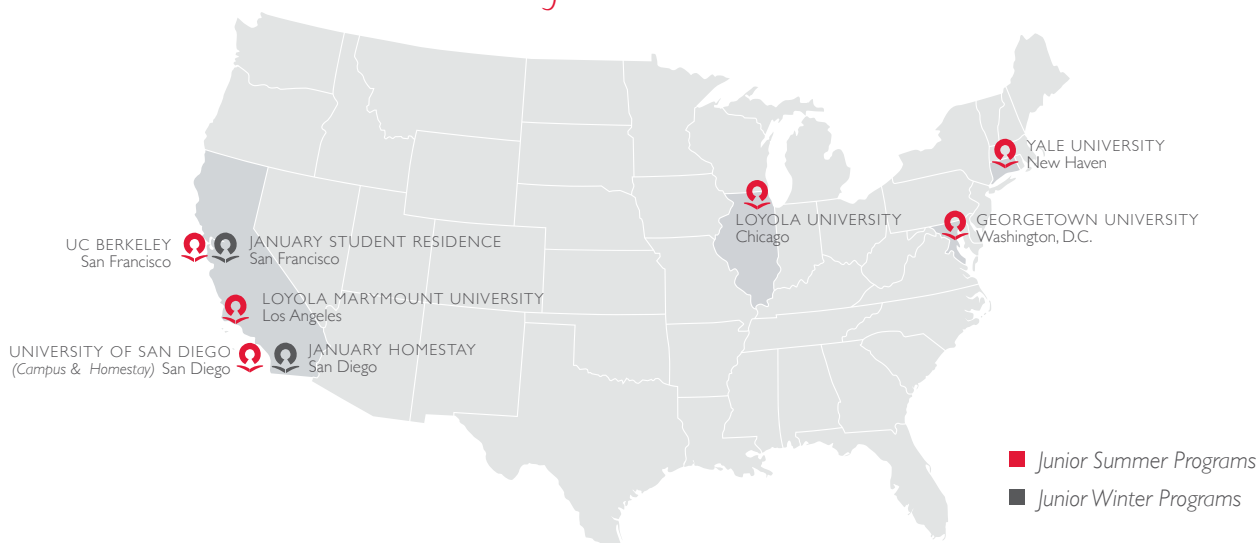 YALE UNIVERSITY
New Haven
LOYOLA UNIVERSITY
Chicago
GEORGETOWN UNIVERSITY
Washington, D.C.
UC BERKELEY
San Francisco
JANUARY STUDENT RESIDENCE
San Francisco
LOYOLA MARYMOUNT UNIVERSITY
Los Angeles
UNIVERSITY OF SAN DIEGO
(Campus & Homestay) San Diego
JANUARY HOMESTAY
San Diego
Junior Summer Programs
Junior Winter Programs